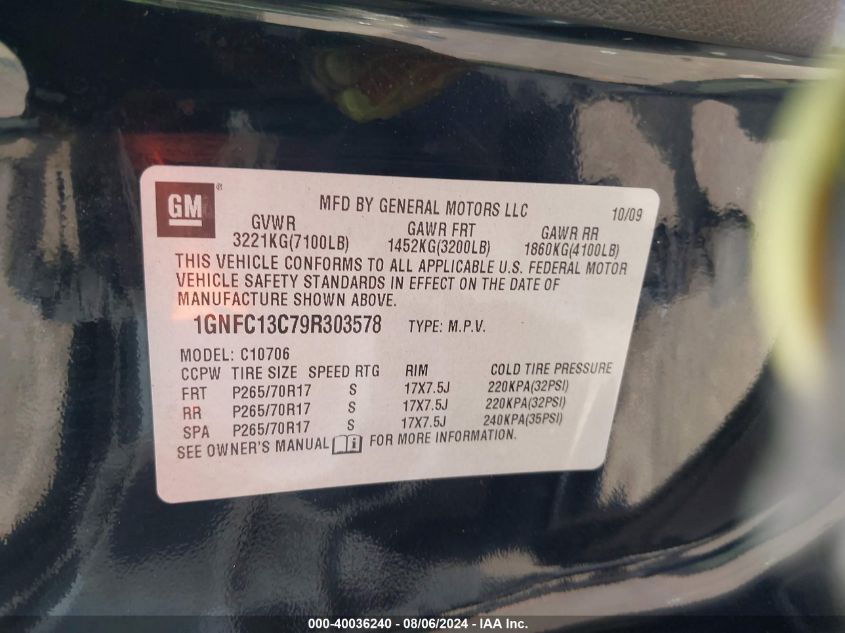 GM ®
MFD BY GENERAL MOTORS LLC 10/09
GVWR GAWR FRT GAWR RR
3221KG(7100LB) 1452KG(3200LB) 1860KG(4100LB)
THIS VEHICLE CONFORMS TO ALL APPLICABLE U.S. FEDERAL MOTOR
VEHICLE SAFETY STANDARDS IN EFFECT ON THE DATE OF
MANUFACTURE SHOWN ABOVE.
1GNFC13C79R303578 TYPE: M.P.V.
MODEL: C10706
CCPW TIRE SIZE SPEED RTG RIM COLD TIRE PRESSURE
FRT P265/70R17 S 17X7.5J 220KPA(32PSI)
RR P265/70R17 S 17X7.5J 220KPA(32PSI)
SPA P265/70R17 S 17X7.5J 240KPA(35PSI)
SEE OWNER'S MANUAL i FOR MORE INFORMATION.
000-40036240 - 08/06/2024 - IAA Inc.